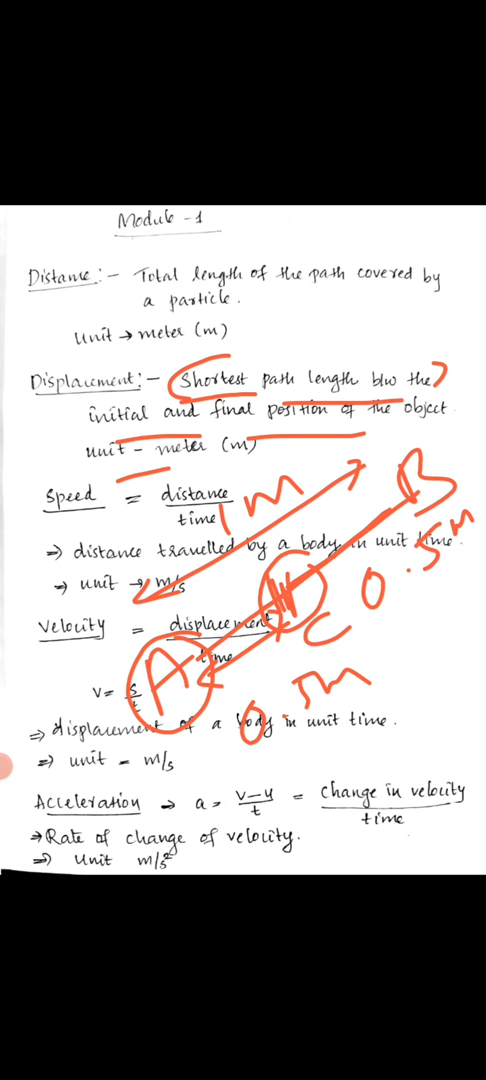 Module - 1
Distance :- Total length of the path covered by
a particle.
unit → meter (m)
Displacement :- Shortest path length b/w the
initial and final position of the object
unit - meter (m)
Speed = distance
time
1m
B
⇒ distance travelled by a body in unit time.
0.5m
⇒ unit → m/s
C
Velocity = displacement
time
A
V = s/t
0.5m
⇒ displacement of a body in unit time.
⇒ unit = m/s
Acceleration → a = v-u/t = change in velocity
time
→ Rate of change of velocity.
⇒ unit m/s²